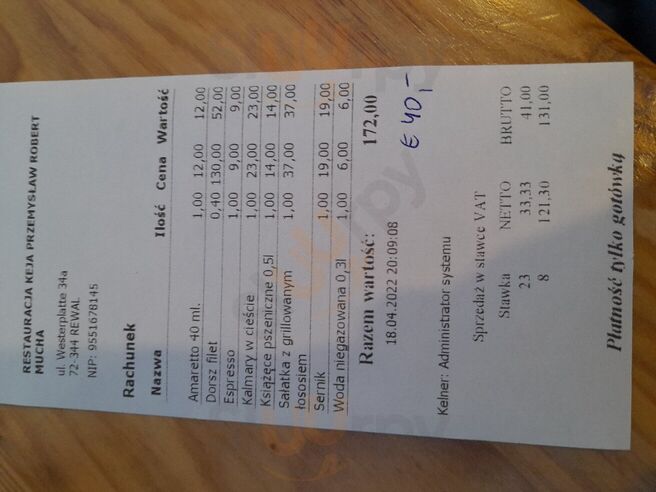 RESTAURACJA KEJA PRZEMYSŁAW ROBERT
MUCHA
ul. Westerplatte 34a
72-344 REWAL
NIP: 9551678145
Rachunek
Nazwa Ilość Cena Wartość
Amaretto 40 ml. 1,00 12,00 12,00
Dorsz filet 0,40 130,00 52,00
Espresso 1,00 9,00 9,00
Kalmary w cieście 1,00 23,00 23,00
Książęce pszeniczne 0,5l 1,00 14,00 14,00
Sałatka z grillowanym 1,00 37,00 37,00
łososiem
Sernik 1,00 19,00 19,00
Woda niegazowana 0,3l 1,00 6,00 6,00
Razem wartość: 172,00
18.04.2022 20:09:08
€ 40,-
Kelner: Administrator systemu
Sprzedaż w stawce VAT
Stawka NETTO BRUTTO
23 33,33 41,00
8 121,30 131,00
Płatność tylko gotówką